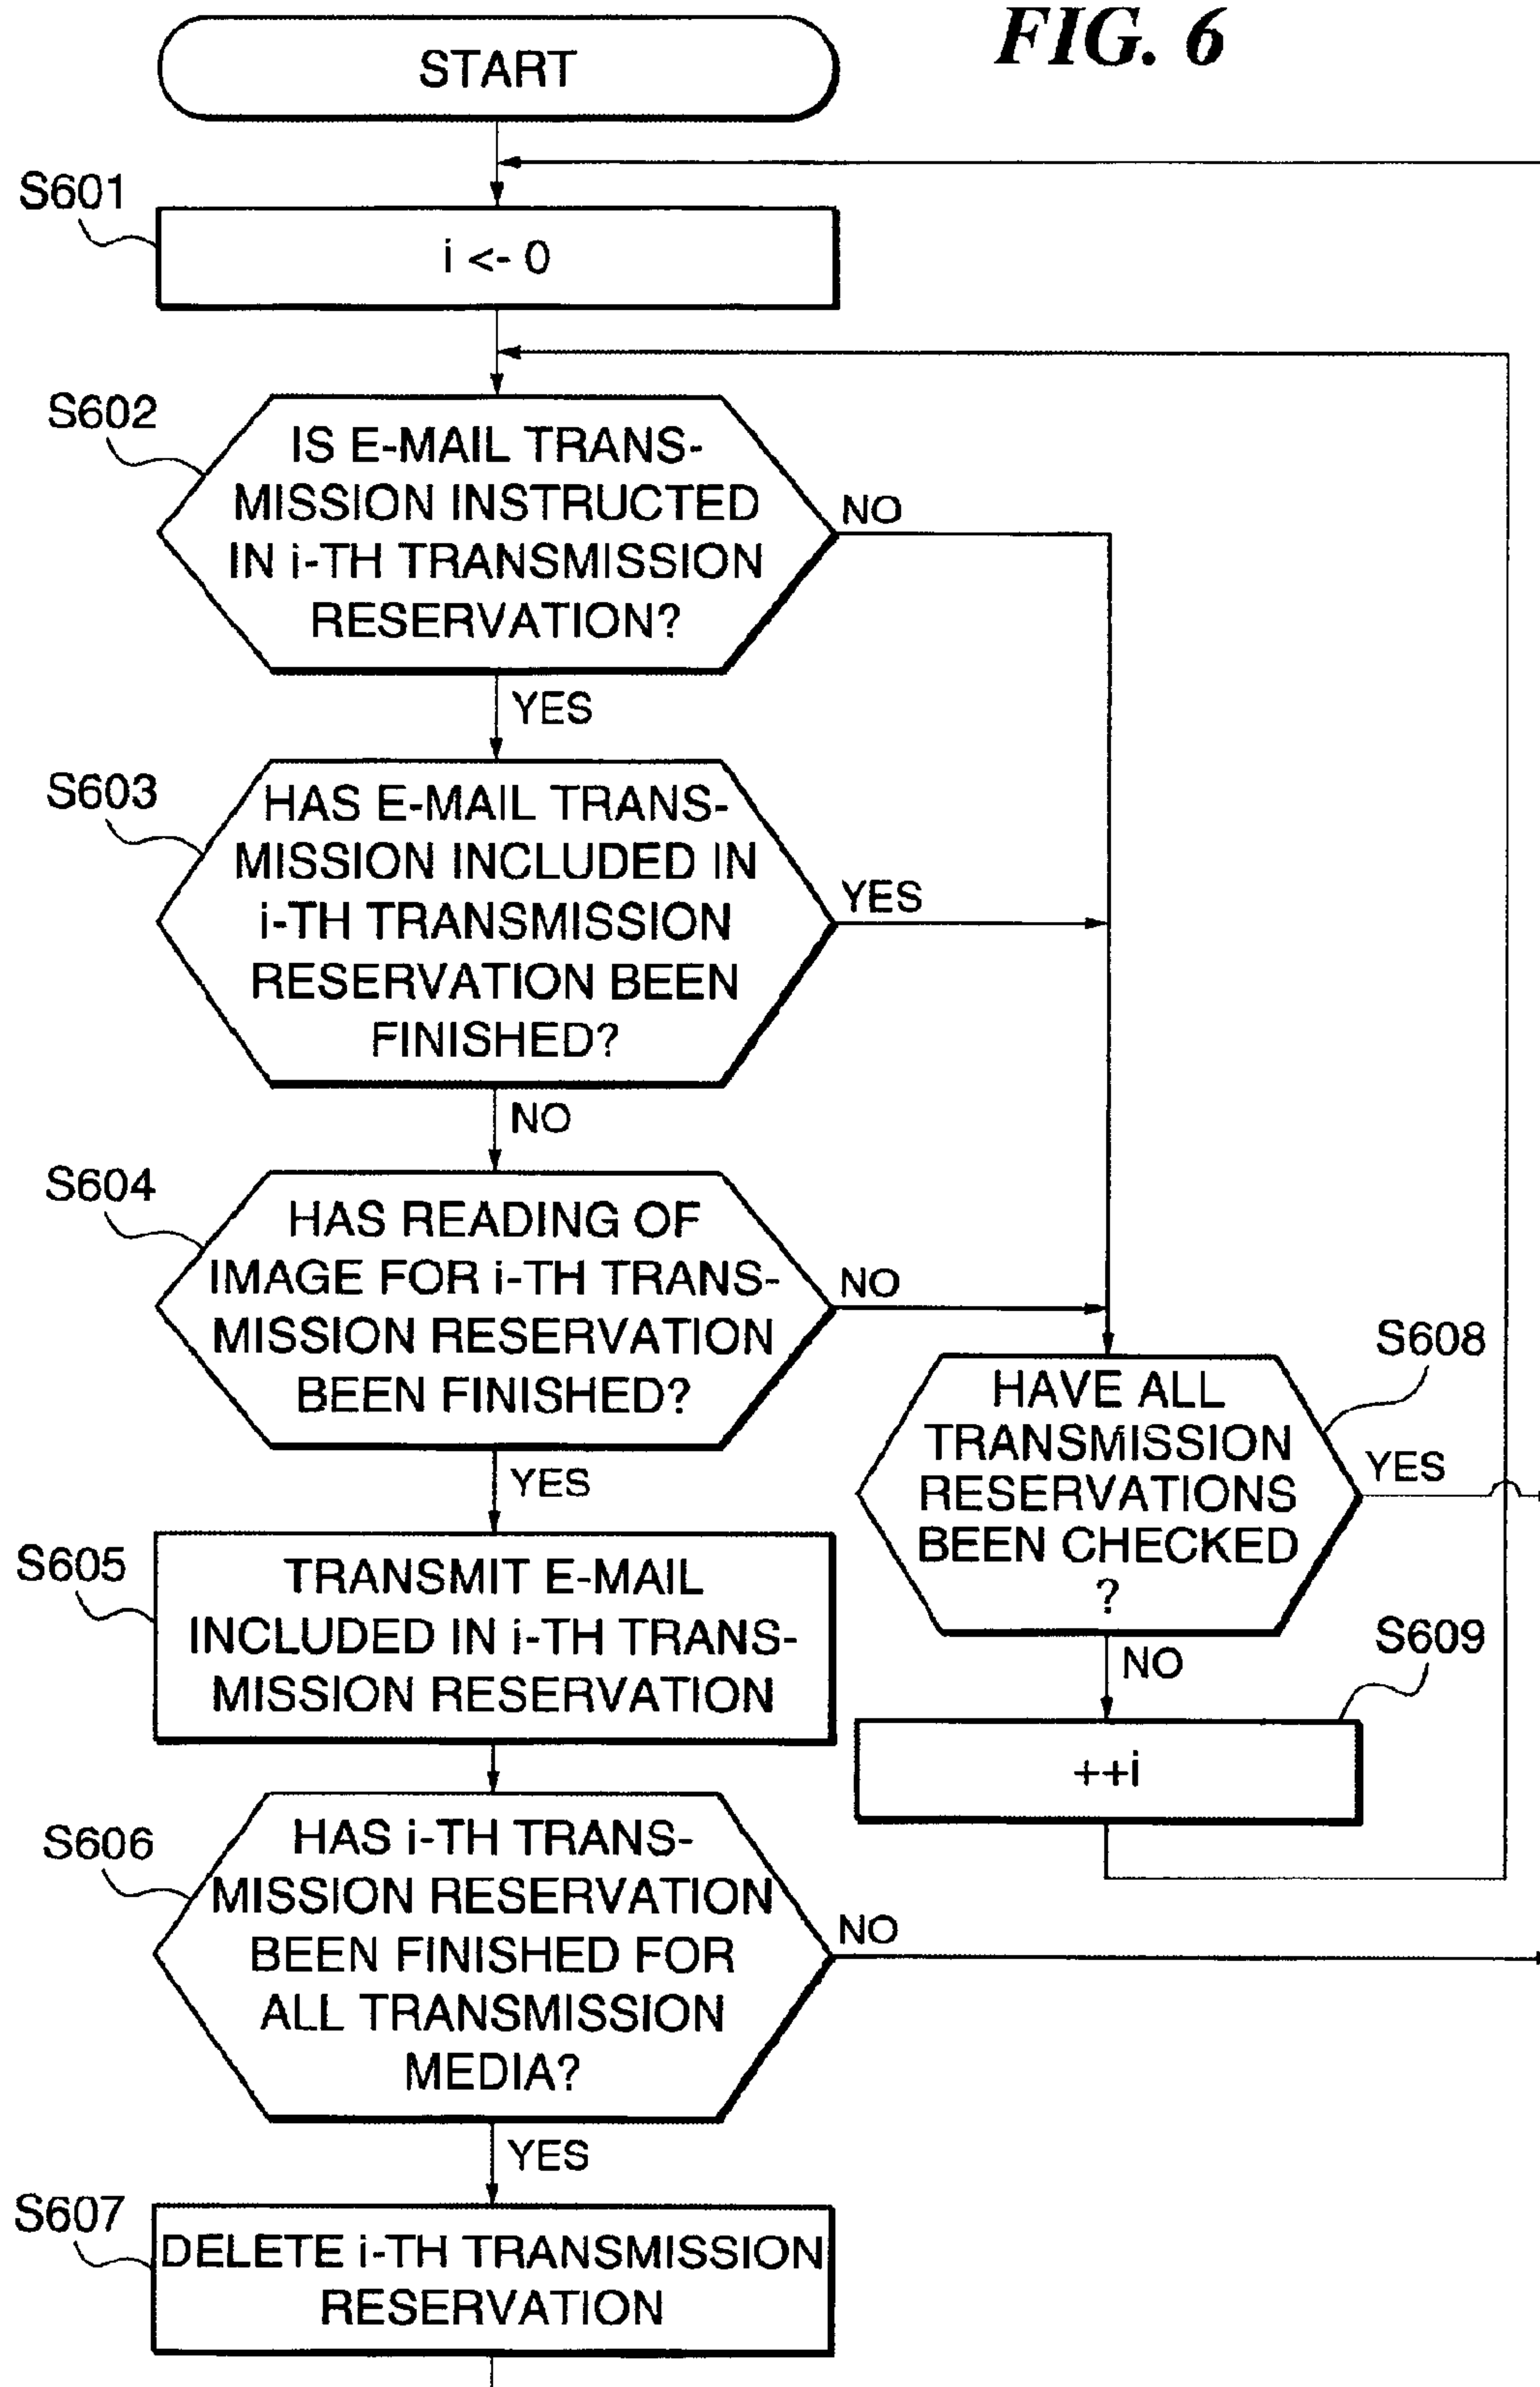 FIG. 6
START
S601
i <- 0
S602
IS E-MAIL TRANS-
MISSION INSTRUCTED
IN i-TH TRANSMISSION
RESERVATION?
NO
YES
S603
HAS E-MAIL TRANS-
MISSION INCLUDED IN
i-TH TRANSMISSION
RESERVATION BEEN
FINISHED?
YES
NO
S604
HAS READING OF
IMAGE FOR i-TH TRANS-
MISSION RESERVATION
BEEN FINISHED?
NO
YES
S605
TRANSMIT E-MAIL
INCLUDED IN i-TH TRANS-
MISSION RESERVATION
S606
HAS i-TH TRANS-
MISSION RESERVATION
BEEN FINISHED FOR
ALL TRANSMISSION
MEDIA?
NO
YES
S607
DELETE i-TH TRANSMISSION
RESERVATION
S608
HAVE ALL
TRANSMISSION
RESERVATIONS
BEEN CHECKED
?
YES
NO
S609
++i